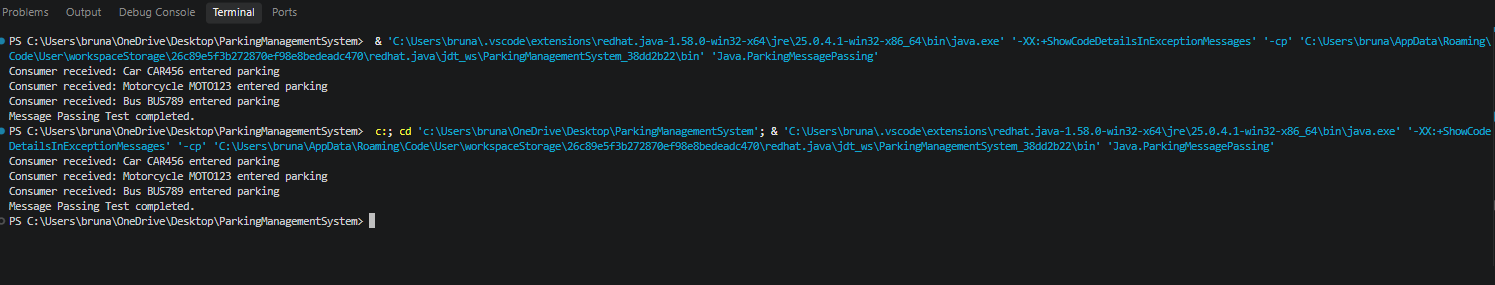 Problems Output Debug Console Terminal Ports
PS C:\Users\bruna\OneDrive\Desktop\ParkingManagementSystem> & 'C:\Users\bruna\.vscode\extensions\redhat.java-1.58.0-win32-x64\jre\25.0.4.1-win32-x86_64\bin\java.exe' '-XX:+ShowCodeDetailsInExceptionMessages' '-cp' 'C:\Users\bruna\AppData\Roaming\
Code\User\workspaceStorage\26c89e5f3b272870ef98e8bedeadc470\redhat.java\jdt_ws\ParkingManagementSystem_38dd2b22\bin' 'Java.ParkingMessagePassing'
Consumer received: Car CAR456 entered parking
Consumer received: Motorcycle MOTO123 entered parking
Consumer received: Bus BUS789 entered parking
Message Passing Test completed.
PS C:\Users\bruna\OneDrive\Desktop\ParkingManagementSystem> c:; cd 'c:\Users\bruna\OneDrive\Desktop\ParkingManagementSystem'; & 'C:\Users\bruna\.vscode\extensions\redhat.java-1.58.0-win32-x64\jre\25.0.4.1-win32-x86_64\bin\java.exe' '-XX:+ShowCode
DetailsInExceptionMessages' '-cp' 'C:\Users\bruna\AppData\Roaming\Code\User\workspaceStorage\26c89e5f3b272870ef98e8bedeadc470\redhat.java\jdt_ws\ParkingManagementSystem_38dd2b22\bin' 'Java.ParkingMessagePassing'
Consumer received: Car CAR456 entered parking
Consumer received: Motorcycle MOTO123 entered parking
Consumer received: Bus BUS789 entered parking
Message Passing Test completed.
PS C:\Users\bruna\OneDrive\Desktop\ParkingManagementSystem>